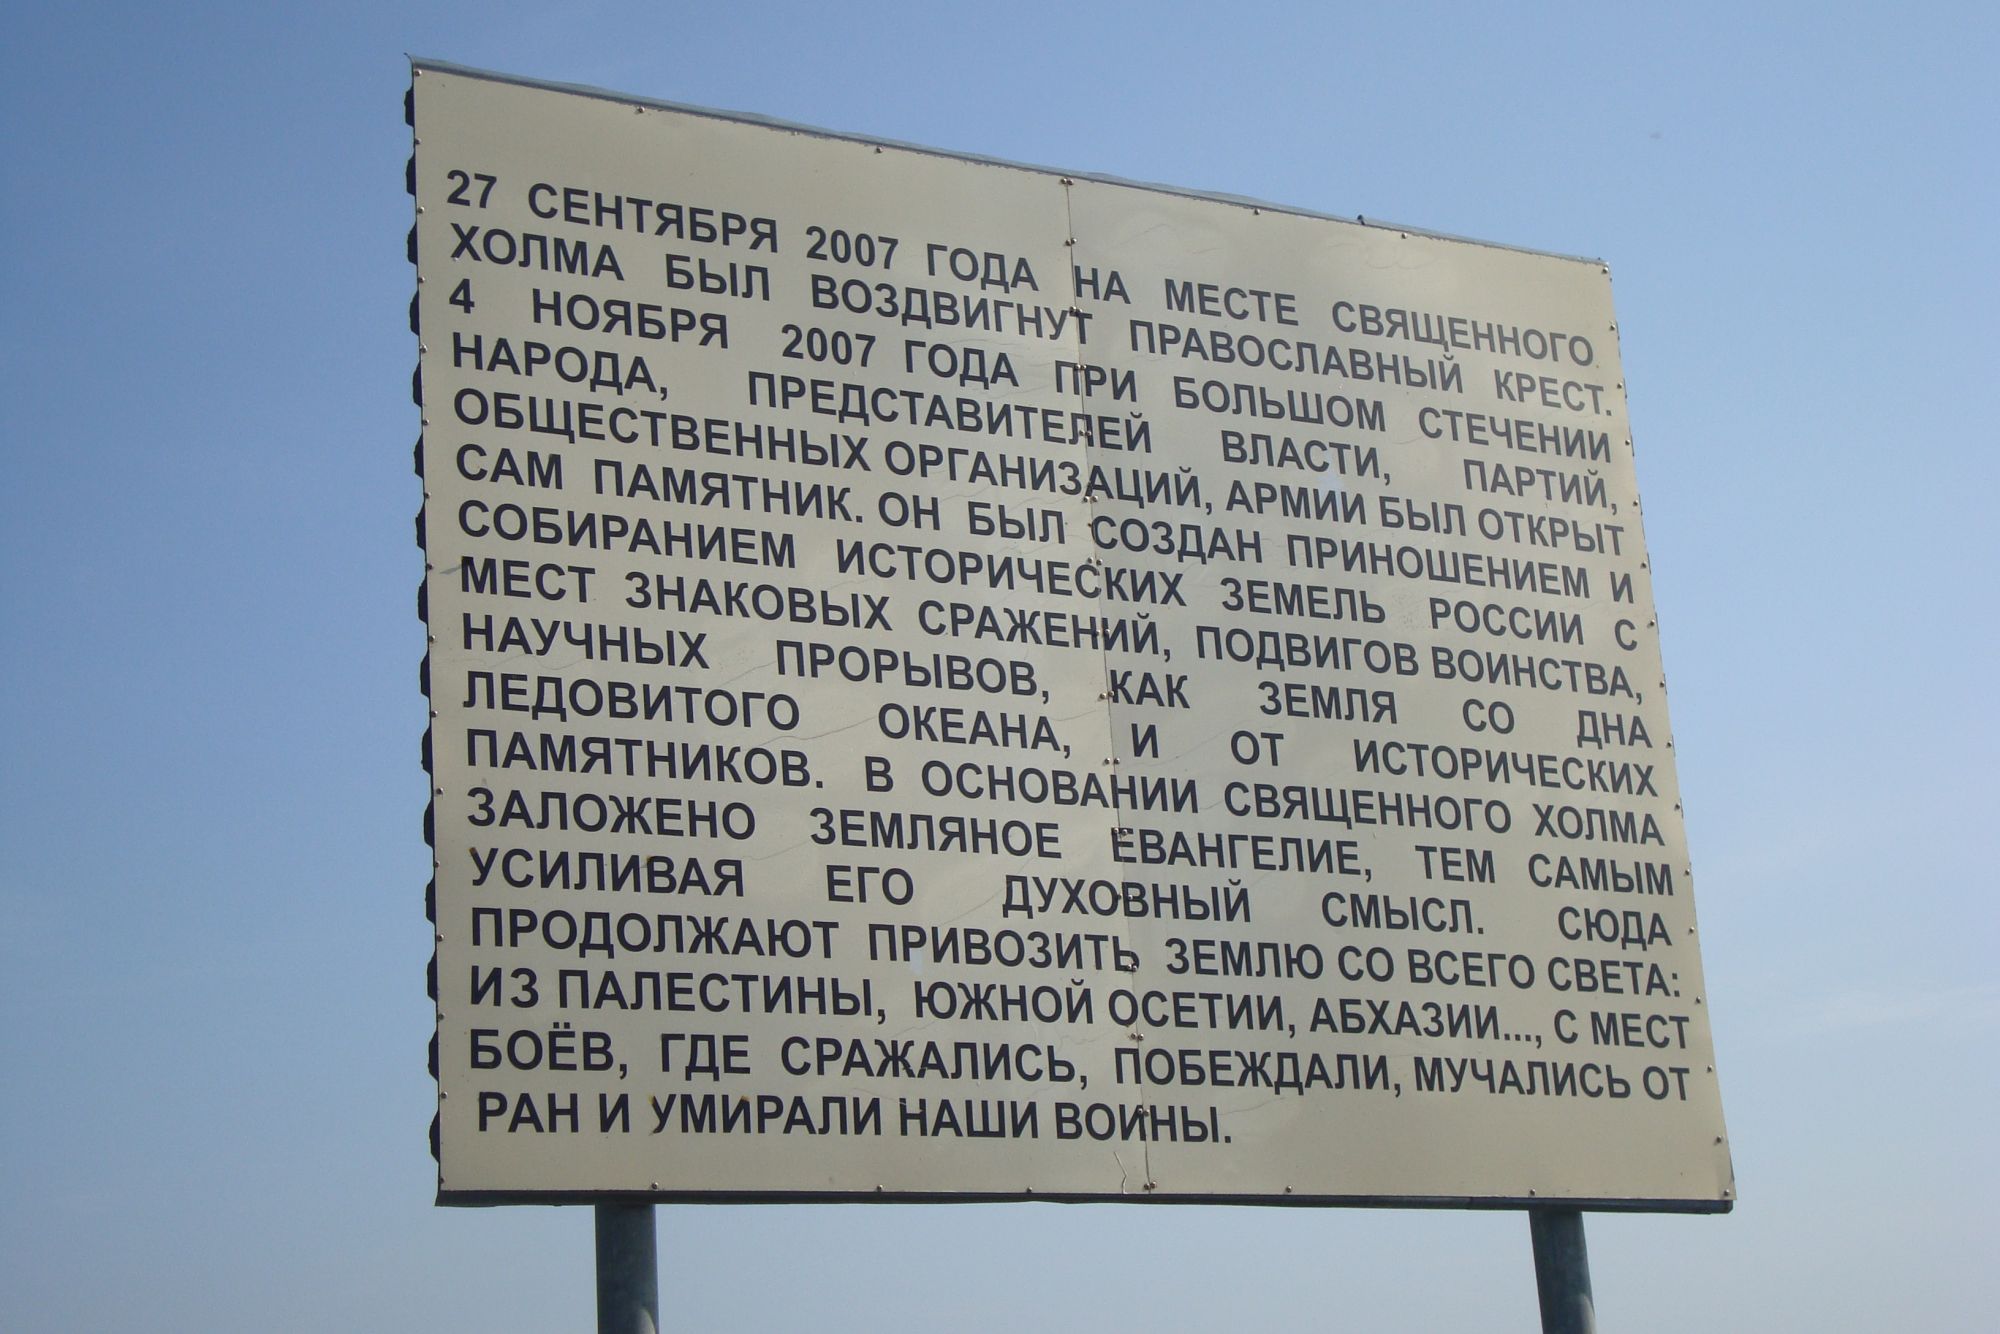 27 СЕНТЯБРЯ 2007 ГОДА НА МЕСТЕ СВЯЩЕННОГО
ХОЛМА БЫЛ ВОЗДВИГНУТ ПРАВОСЛАВНЫЙ КРЕСТ.
4 НОЯБРЯ 2007 ГОДА ПРИ БОЛЬШОМ СТЕЧЕНИИ
НАРОДА, ПРЕДСТАВИТЕЛЕЙ ВЛАСТИ, ПАРТИЙ,
ОБЩЕСТВЕННЫХ ОРГАНИЗАЦИЙ, АРМИИ БЫЛ ОТКРЫТ
САМ ПАМЯТНИК. ОН БЫЛ СОЗДАН ПРИНОШЕНИЕМ И
СОБИРАНИЕМ ИСТОРИЧЕСКИХ ЗЕМЕЛЬ РОССИИ С
МЕСТ ЗНАКОВЫХ СРАЖЕНИЙ, ПОДВИГОВ ВОИНСТВА,
НАУЧНЫХ ПРОРЫВОВ, КАК ЗЕМЛЯ СО ДНА
ЛЕДОВИТОГО ОКЕАНА, И ОТ ИСТОРИЧЕСКИХ
ПАМЯТНИКОВ. В ОСНОВАНИИ СВЯЩЕННОГО ХОЛМА
ЗАЛОЖЕНО ЗЕМЛЯНОЕ ЕВАНГЕЛИЕ, ТЕМ САМЫМ
УСИЛИВАЯ ЕГО ДУХОВНЫЙ СМЫСЛ. СЮДА
ПРОДОЛЖАЮТ ПРИВОЗИТЬ ЗЕМЛЮ СО ВСЕГО СВЕТА:
ИЗ ПАЛЕСТИНЫ, ЮЖНОЙ ОСЕТИИ, АБХАЗИИ..., С МЕСТ
БОЁВ, ГДЕ СРАЖАЛИСЬ, ПОБЕЖДАЛИ, МУЧАЛИСЬ ОТ
РАН И УМИРАЛИ НАШИ ВОИНЫ.